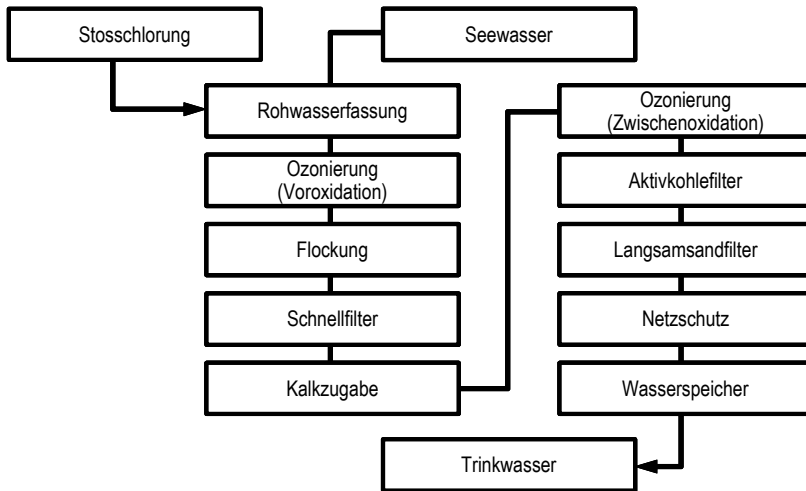 Stosschlorung
Seewasser
Rohwasserfassung
Ozonierung
(Voroxidation)
Flockung
Schnellfilter
Kalkzugabe
Ozonierung
(Zwischenoxidation)
Aktivkohlefilter
Langsamsandfilter
Netzschutz
Wasserspeicher
Trinkwasser